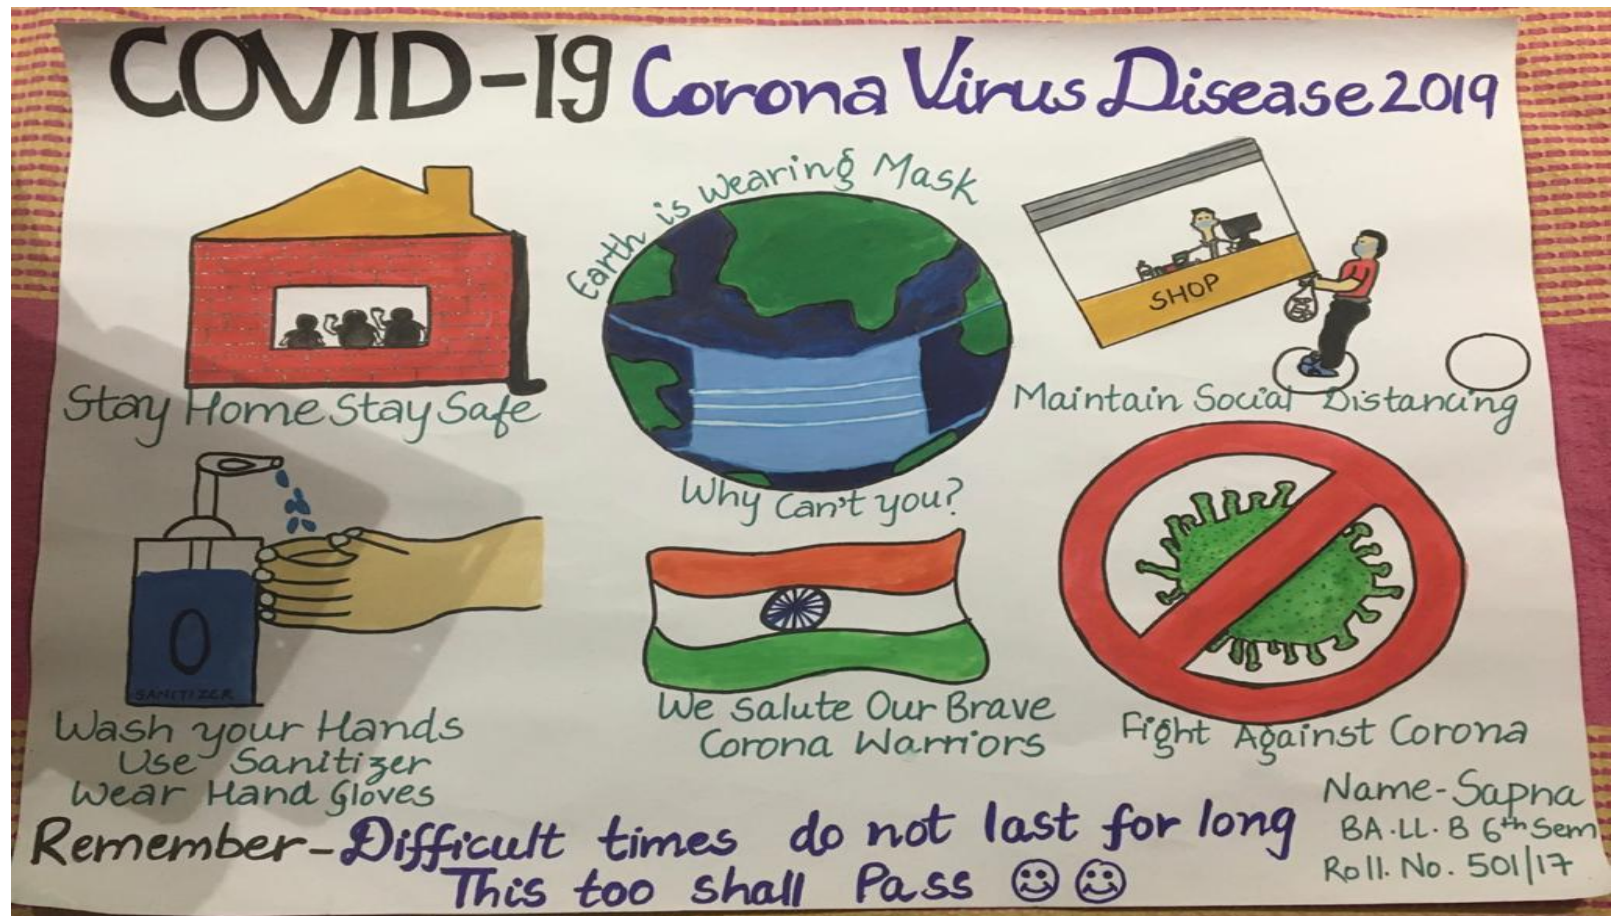 COVID-19 Corona Virus Disease 2019
Earth is Wearing Mask
SHOP
Stay Home Stay Safe
Maintain Social Distancing
Why Can't you?
0
SANITIZER
Wash your Hands
Use Sanitizer
Wear Hand Gloves
We Salute Our Brave
Corona Warriors
Fight Against Corona
Name-Sapna
BA.LL.B 6th Sem
Roll. No. 501/17
Remember-Difficult times do not last for long
This too shall Pass